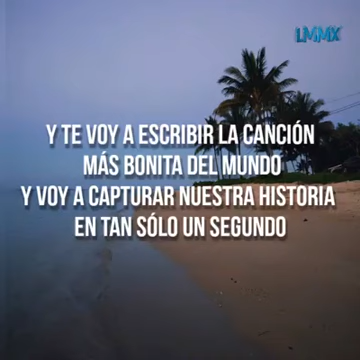 LMMX
Y TE VOY A ESCRIBIR LA CANCIÓN
MÁS BONITA DEL MUNDO
Y VOY A CAPTURAR NUESTRA HISTORIA
EN TAN SÓLO UN SEGUNDO